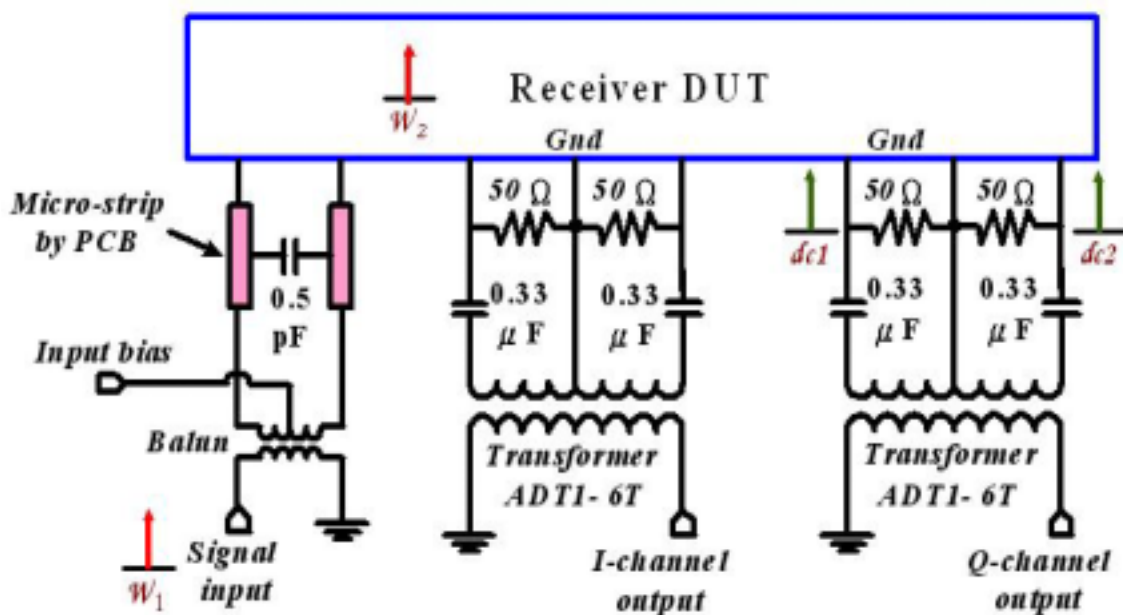 Receiver DUT
W2
Gnd
Gnd
Micro-strip
by PCB
50 Ω
50 Ω
50 Ω
50 Ω
dc1
dc2
0.5
pF
0.33
μ F
0.33
μ F
0.33
μ F
0.33
μ F
Input bias
Balun
Transformer
ADT1- 6T
Transformer
ADT1- 6T
W1
Signal
input
I-channel
output
Q-channel
output